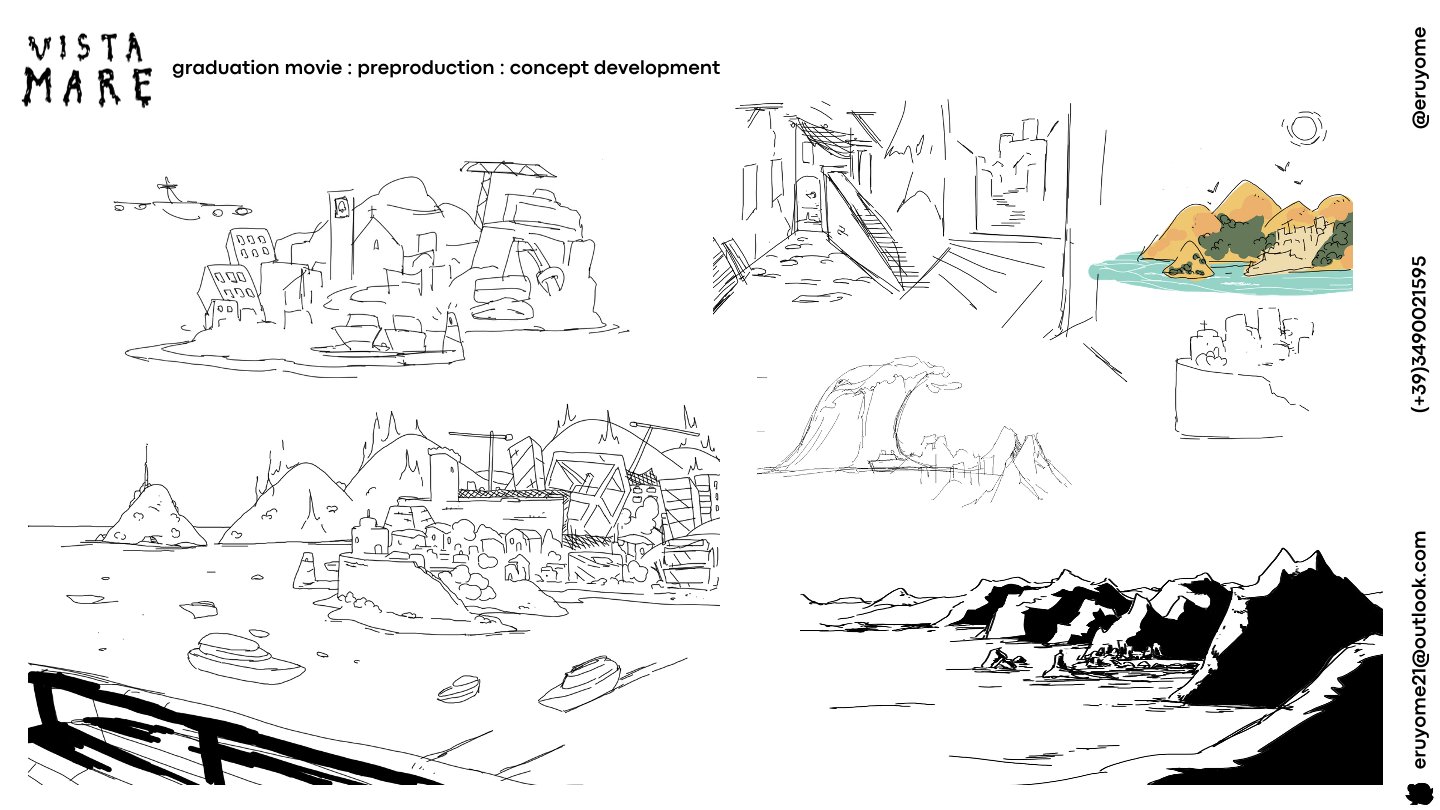 VISTA
MARE
graduation movie : preproduction : concept development
@eruyome
(+39)3490021595
eruyome21@outlook.com